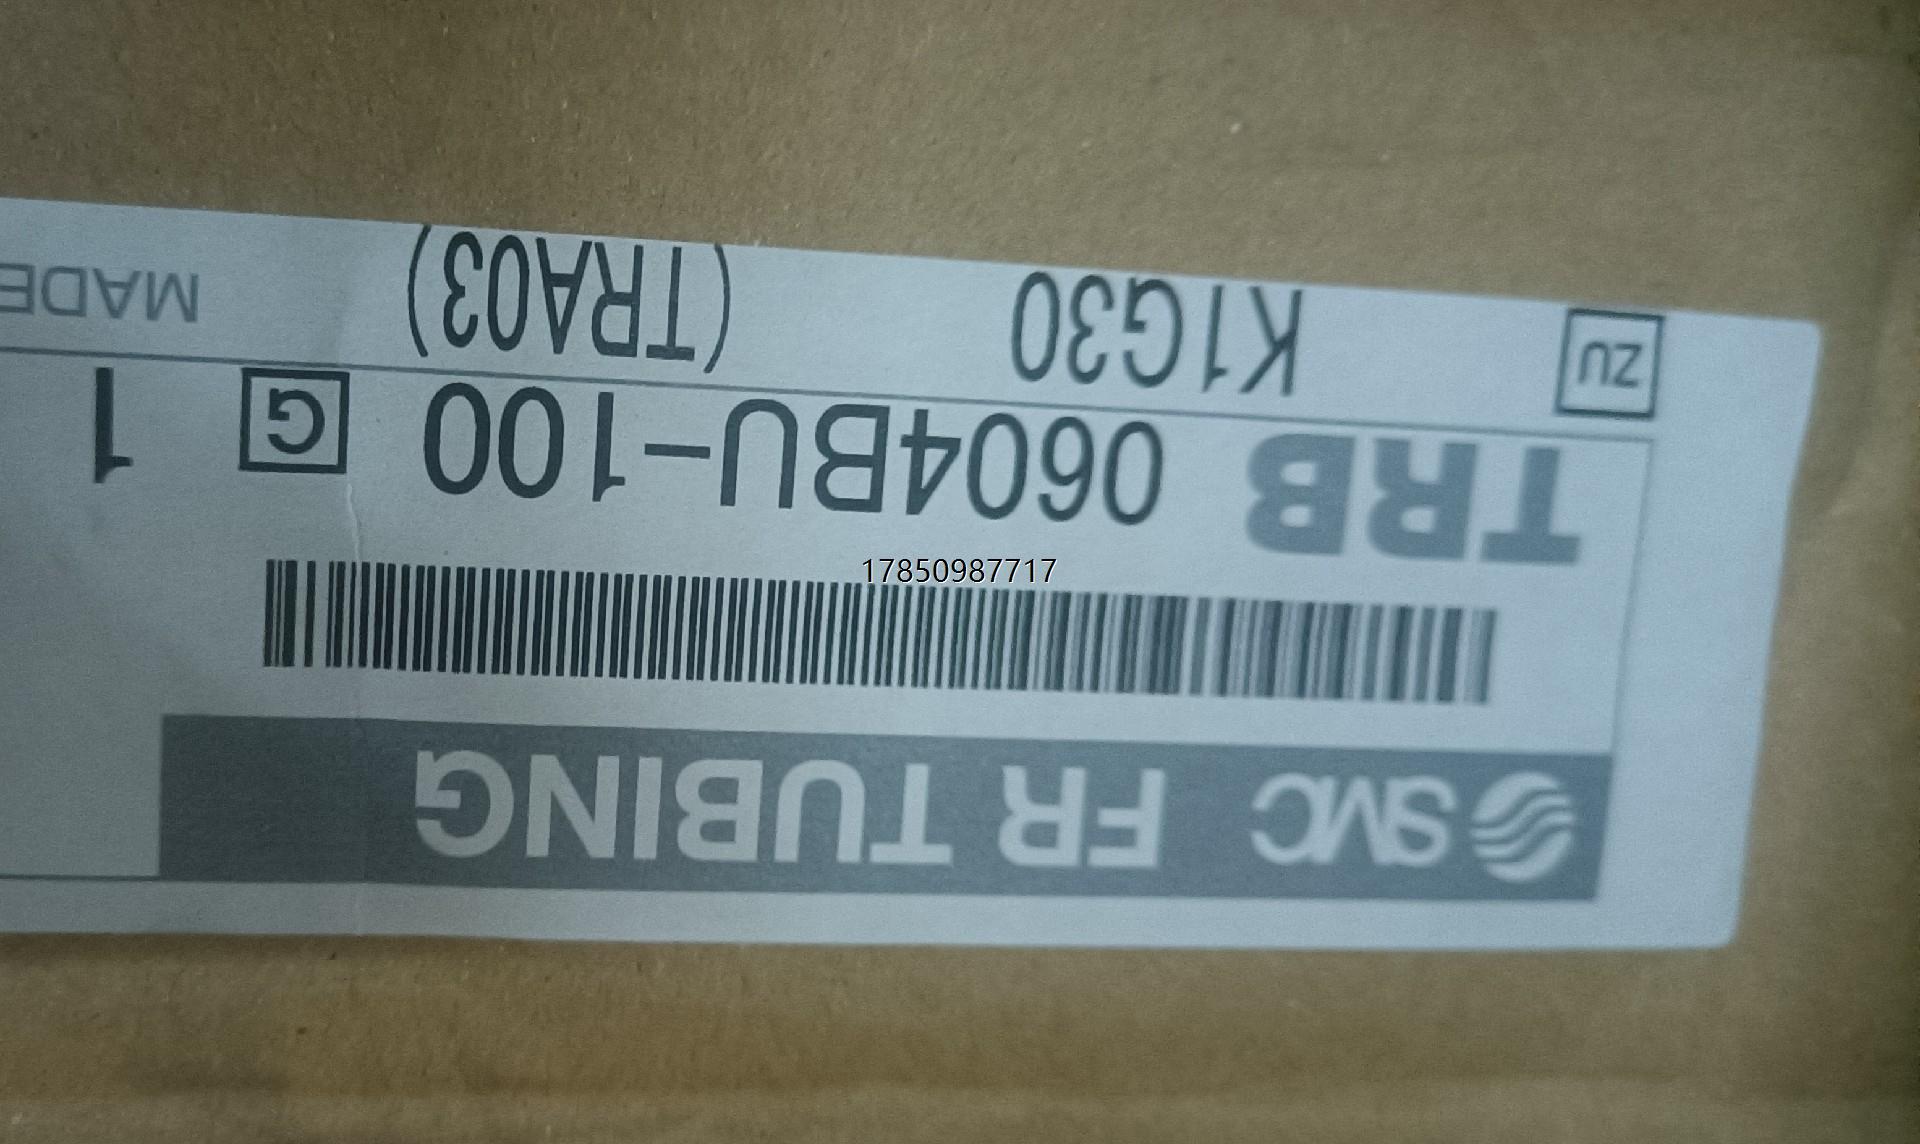 SMC FR TUBING
17850987717
TRB 0604BU-100 G 1
ZU K1G30 (TRA03) MADE